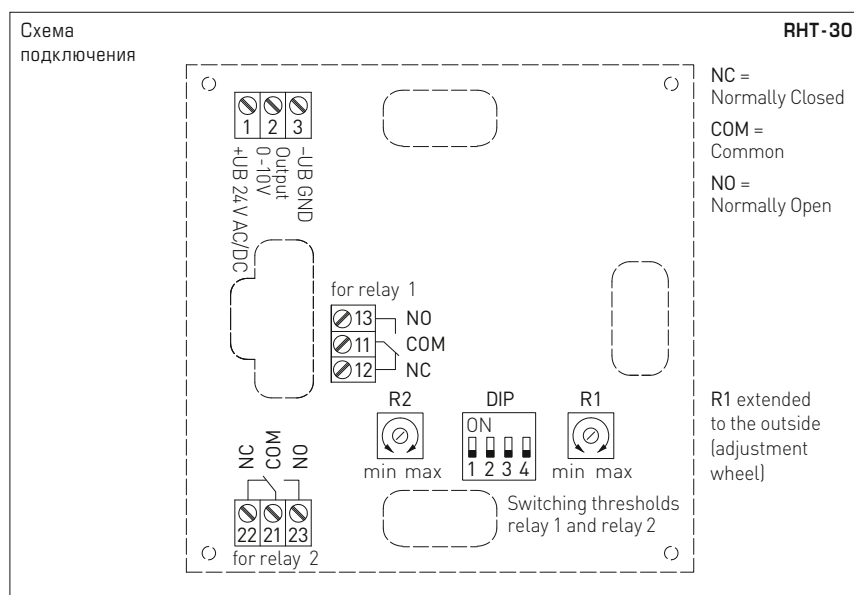 Схема
подключения
RHT-30
NC =
Normally Closed
COM =
Common
NO =
Normally Open
1 2 3
+UB 24V AC/DC
Output
0-10V
-UB GND
for relay 1
13 NO
11 COM
12 NC
R2 DIP R1
ON
1 2 3 4
min max
min max
R1 extended
to the outside
(adjustment
wheel)
Switching thresholds
relay 1 and relay 2
NC COM NO
22 21 23
for relay 2